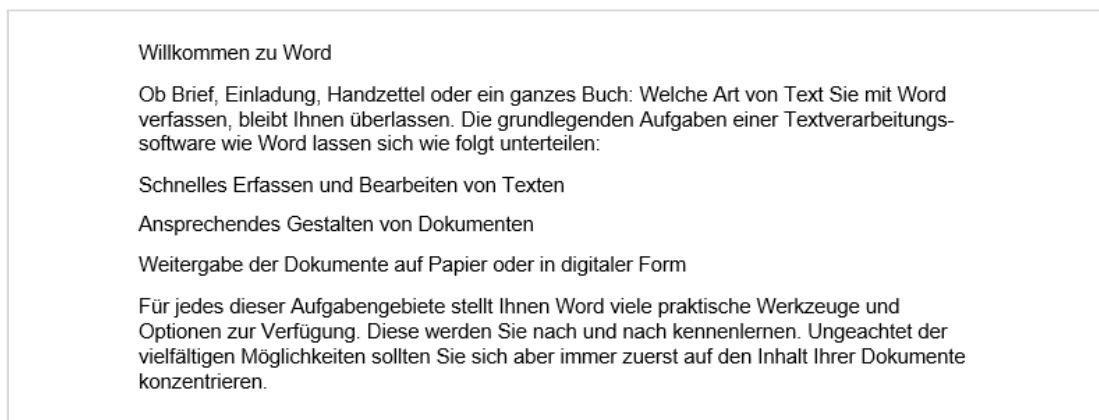 Willkommen zu Word
Ob Brief, Einladung, Handzettel oder ein ganzes Buch: Welche Art von Text Sie mit Word
verfassen, bleibt Ihnen überlassen. Die grundlegenden Aufgaben einer Textverarbeitungs-
software wie Word lassen sich wie folgt unterteilen:
Schnelles Erfassen und Bearbeiten von Texten
Ansprechendes Gestalten von Dokumenten
Weitergabe der Dokumente auf Papier oder in digitaler Form
Für jedes dieser Aufgabengebiete stellt Ihnen Word viele praktische Werkzeuge und
Optionen zur Verfügung. Diese werden Sie nach und nach kennenlernen. Ungeachtet der
vielfältigen Möglichkeiten sollten Sie sich aber immer zuerst auf den Inhalt Ihrer Dokumente
konzentrieren.